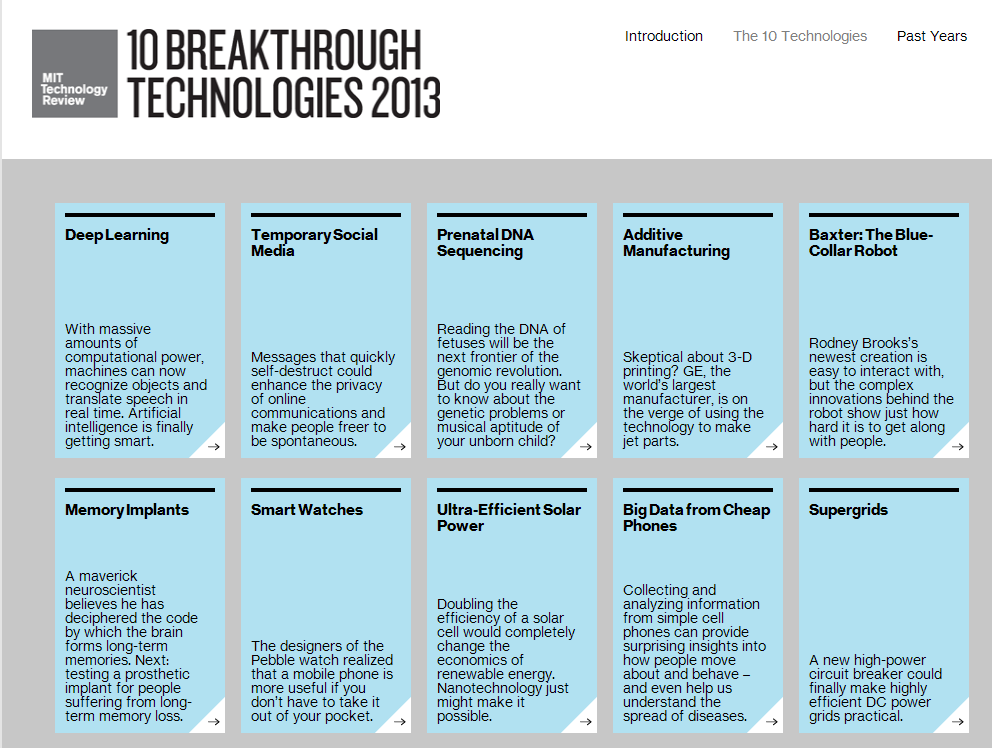 MIT
Technology
Review
10 BREAKTHROUGH
TECHNOLOGIES 2013
Introduction
The 10 Technologies
Past Years
Deep Learning
With massive
amounts of
computational power,
machines can now
recognize objects and
translate speech in
real time. Artificial
intelligence is finally
getting smart.
Temporary Social
Media
Messages that quickly
self-destruct could
enhance the privacy
of online
communications and
make people freer to
be spontaneous.
Prenatal DNA
Sequencing
Reading the DNA of
fetuses will be the
next frontier of the
genomic revolution.
But do you really want
to know about the
genetic problems or
musical aptitude of
your unborn child?
Additive
Manufacturing
Skeptical about 3-D
printing? GE, the
world's largest
manufacturer, is on
the verge of using the
technology to make
jet parts.
Baxter: The Blue-
Collar Robot
Rodney Brooks's
newest creation is
easy to interact with,
but the complex
innovations behind the
robot show just how
hard it is to get along
with people.
Memory Implants
A maverick
neuroscientist
believes he has
deciphered the code
by which the brain
forms long-term
memories. Next:
testing a prosthetic
implant for people
suffering from long-
term memory loss.
Smart Watches
The designers of the
Pebble watch realized
that a mobile phone is
more useful if you
don't have to take it
out of your pocket.
Ultra-Efficient Solar
Power
Doubling the
efficiency of a solar
cell would completely
change the
economics of
renewable energy.
Nanotechnology just
might make it
possible.
Big Data from Cheap
Phones
Collecting and
analyzing information
from simple cell
phones can provide
surprising insights into
how people move
about and behave –
and even help us
understand the
spread of diseases.
Supergrids
A new high-power
circuit breaker could
finally make highly
efficient DC power
grids practical.